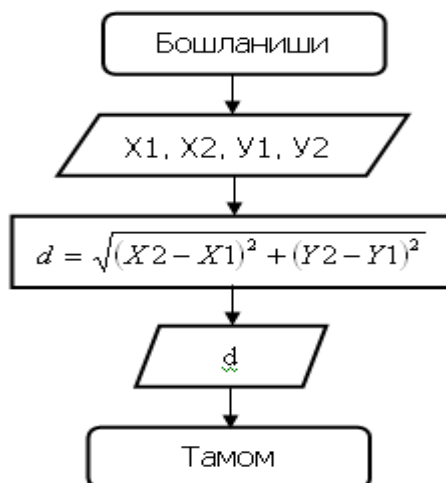 Бошланиши
X1, X2, У1, У2
d = √(X2 − X1)² + (Y2 − Y1)²
d
Тамом